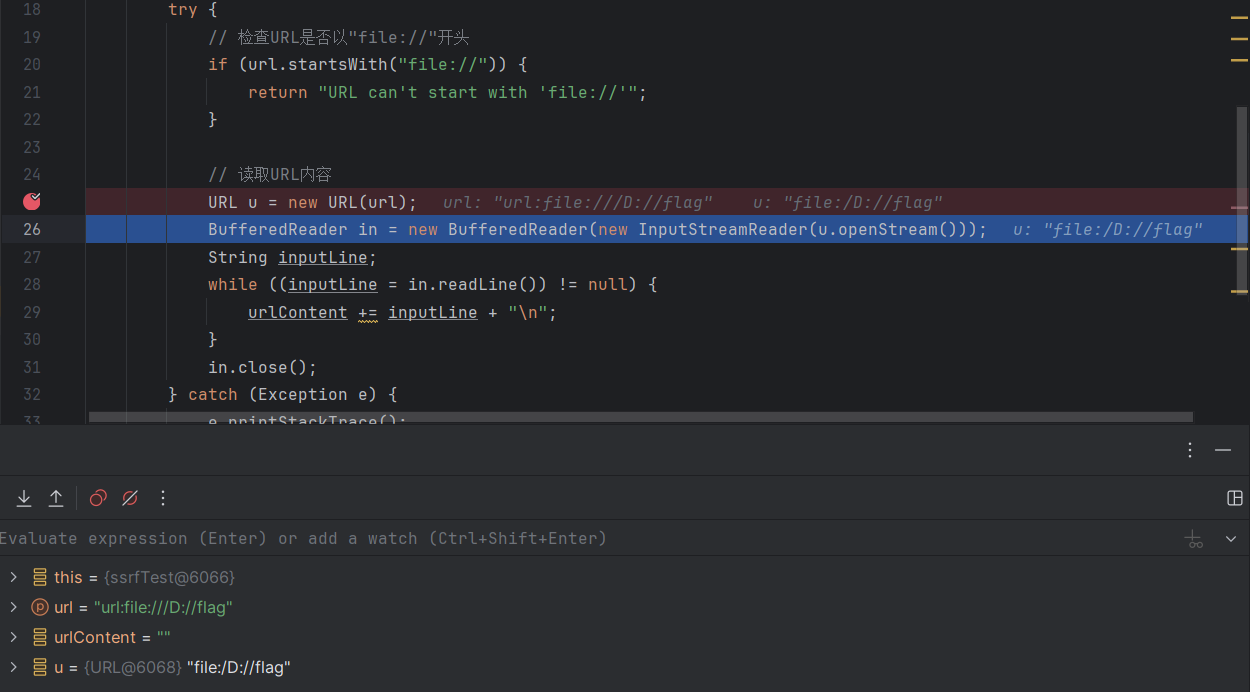 18 try {
19 // 检查URL是否以"file://"开头
20 if (url.startsWith("file://")) {
21 return "URL can't start with 'file://'";
22 }
23
24 // 读取URL内容
URL u = new URL(url); url: "url:file:///D://flag" u: "file:/D://flag"
26 BufferedReader in = new BufferedReader(new InputStreamReader(u.openStream())); u: "file:/D://flag"
27 String inputLine;
28 while ((inputLine = in.readLine()) != null) {
29 urlContent += inputLine + "\n";
30 }
31 in.close();
32 } catch (Exception e) {
33 e.printStackTrace();
Evaluate expression (Enter) or add a watch (Ctrl+Shift+Enter)
this = {ssrfTest@6066}
p url = "url:file:///D://flag"
urlContent = ""
u = {URL@6068} "file:/D://flag"